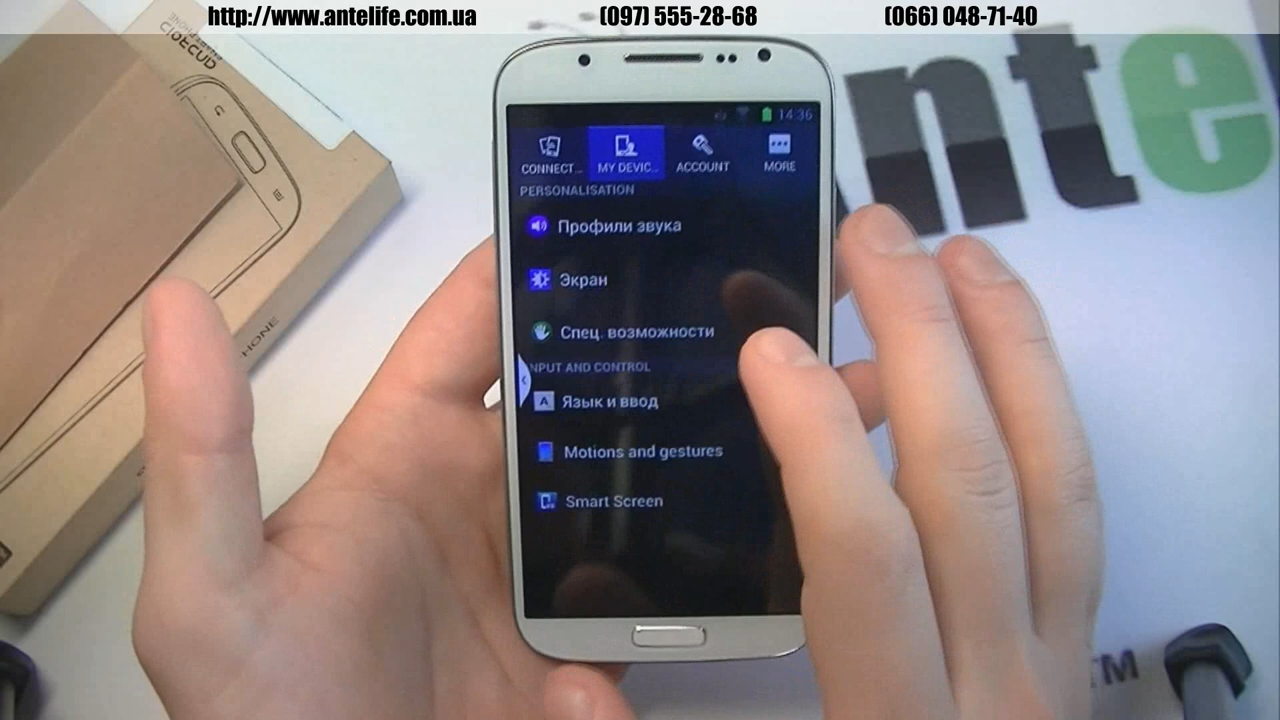 http://www.antelife.com.ua (097) 555-28-68 (066) 048-71-40
Ante
14:36
CONNECT... MY DEVIC... ACCOUNT MORE
PERSONALISATION
Профили звука
Экран
Спец. возможности
INPUT AND CONTROL
Язык и ввод
Motions and gestures
Smart Screen
TM